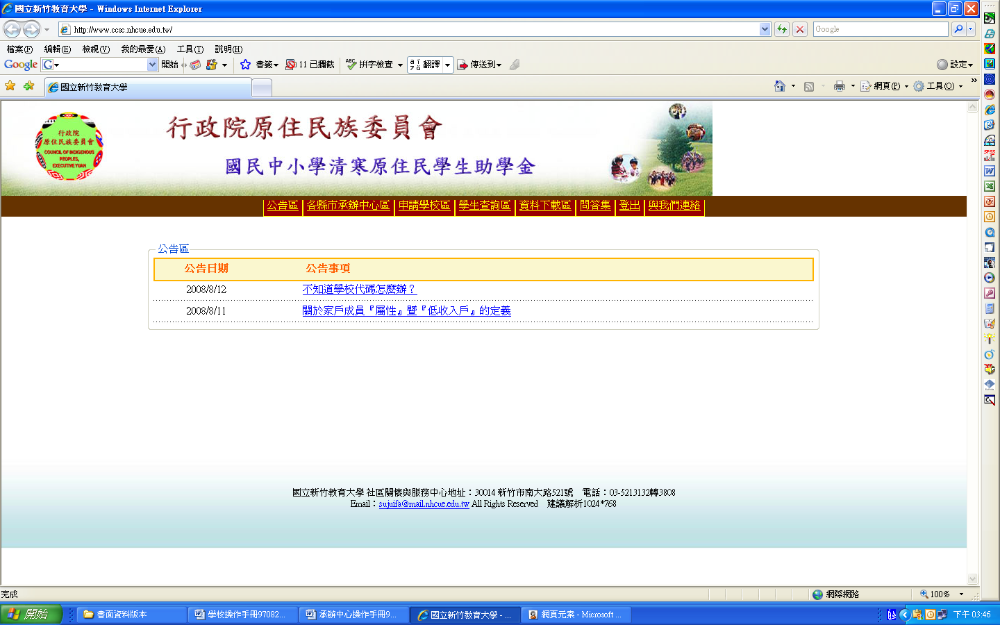 國立新竹教育大學 - Windows Internet Explorer
http://www.ccsc.nhcue.edu.tw/
Google
檔案(F) 編輯(E) 檢視(V) 我的最愛(A) 工具(T) 說明(H)
Google G 開始 書籤 11 已攔截 ABC 拼字檢查 翻譯 傳送到 設定
國立新竹教育大學 網頁(P) 工具(O) »
行政院
原住民族委員會
COUNCIL OF INDIGENOUS
PEOPLES,
EXECUTIVE YUAN
行政院原住民族委員會
國民中小學清寒原住民學生助學金
公告區 各縣市承辦中心區 申請學校區 學生查詢區 資料下載區 問答集 登出 與我們連絡
公告區
公告日期 公告事項
2008/8/12 不知道學校代碼怎麼辦？
2008/8/11 關於家戶成員『屬性』暨『低收入戶』的定義
國立新竹教育大學 社區關懷與服務中心地址：30014 新竹市南大路521號 電話：03-5213132轉3808
Email：sujuifa@mail.nhcue.edu.tw All Rights Reserved 建議解析1024*768
完成 網際網路 100%
開始 書面資料版本 學校操作手冊97082... 承辦中心操作手冊9... 國立新竹教育大學 - ... 網頁元素 - Microsoft ... 下午 03:46
SPSS